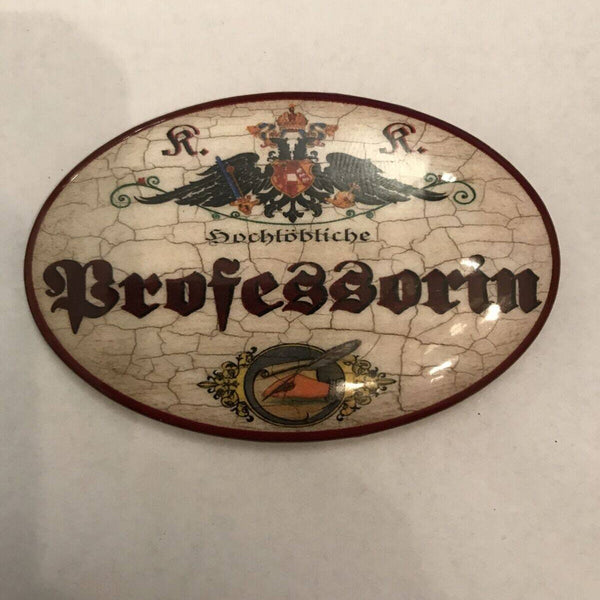 K. K.
Hochlöbliche
Professorin